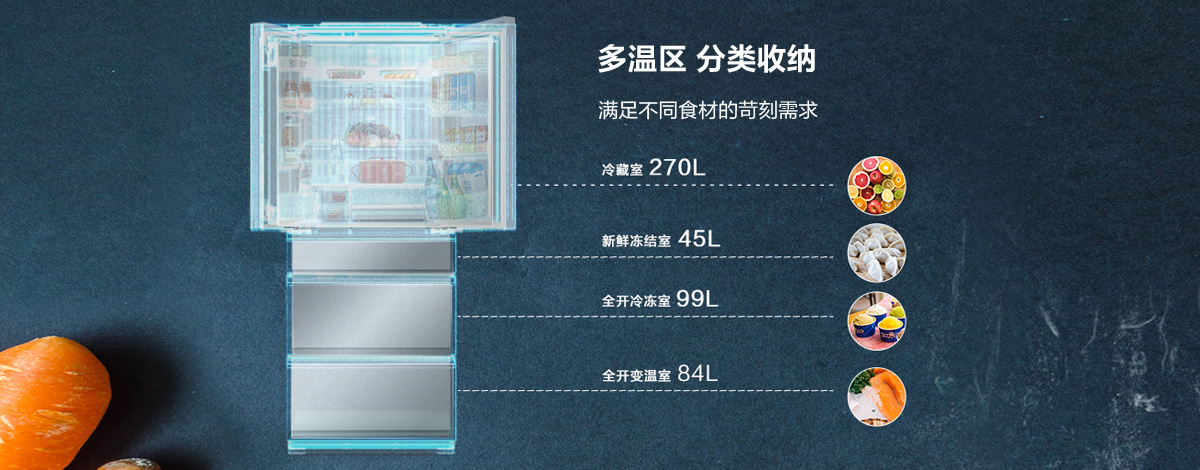 多温区 分类收纳
满足不同食材的苛刻需求
冷藏室 270L
新鲜冻结室 45L
全开冷冻室 99L
全开变温室 84L